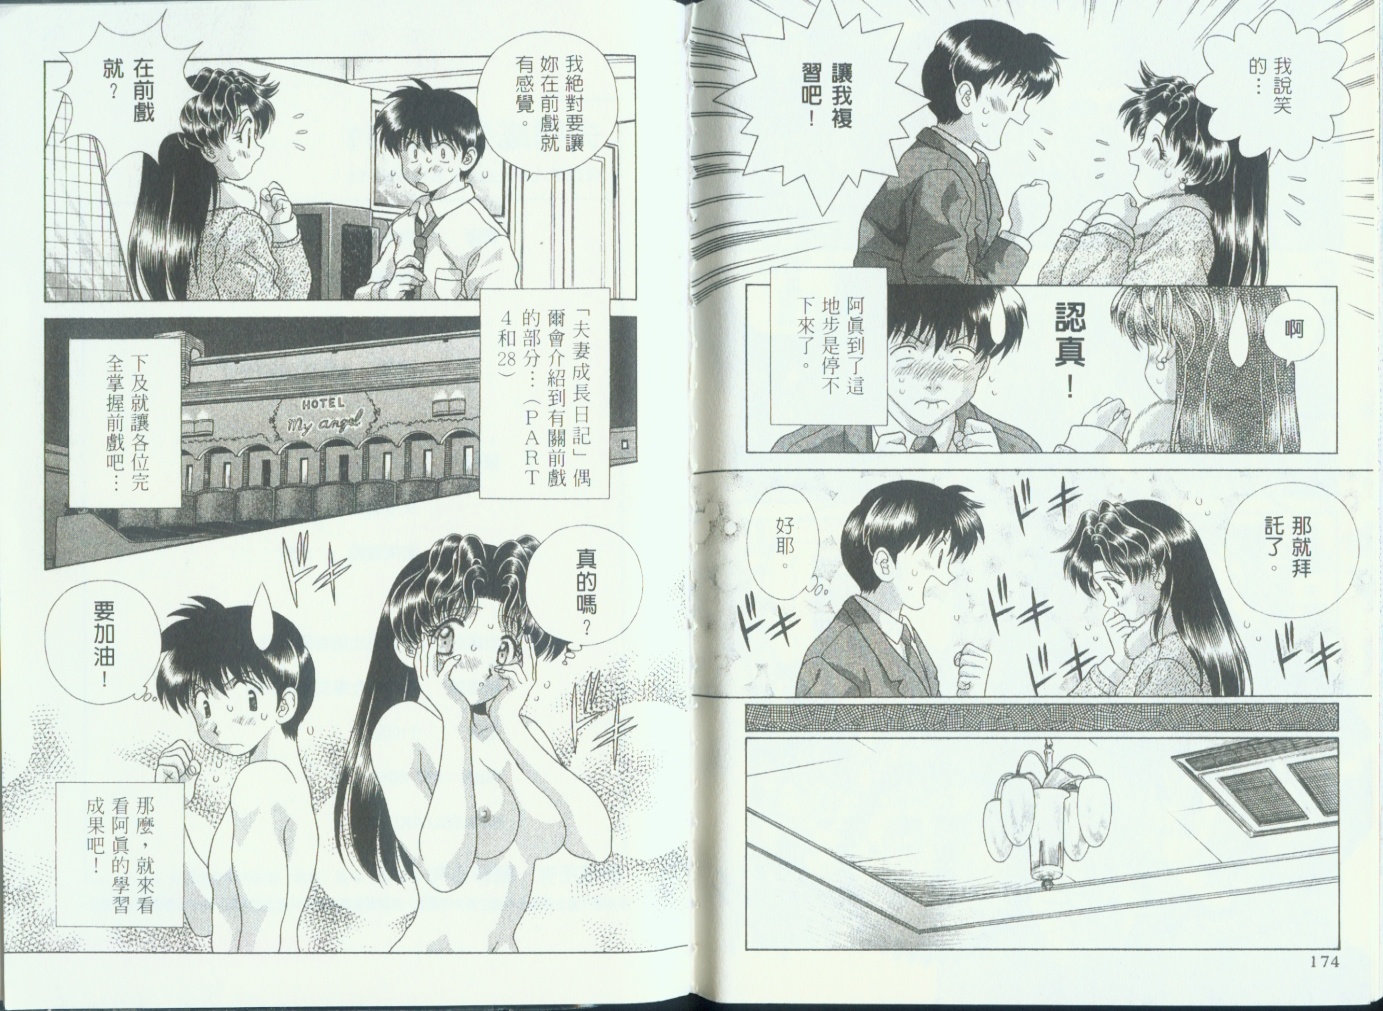 我說笑
的…
讓我複
習吧！
啊
認真！
阿眞到了這
地步是停不
下來了。
那就拜
託了。
ドキ
ドキ
ドキ
ドキ
ドキ
好耶。
174
我絕對要讓
妳在前戲就
有感覺。
在前戲
就？
「夫妻成長日記」偶
爾會介紹到有關前戲
的部分…（PART
4和28）
HOTEL
My angel
下及就讓各位完
全掌握前戲吧…
真的嗎？
ドキ
ドキ
要加油！
那麼，就來看
看阿眞的學習
成果吧！